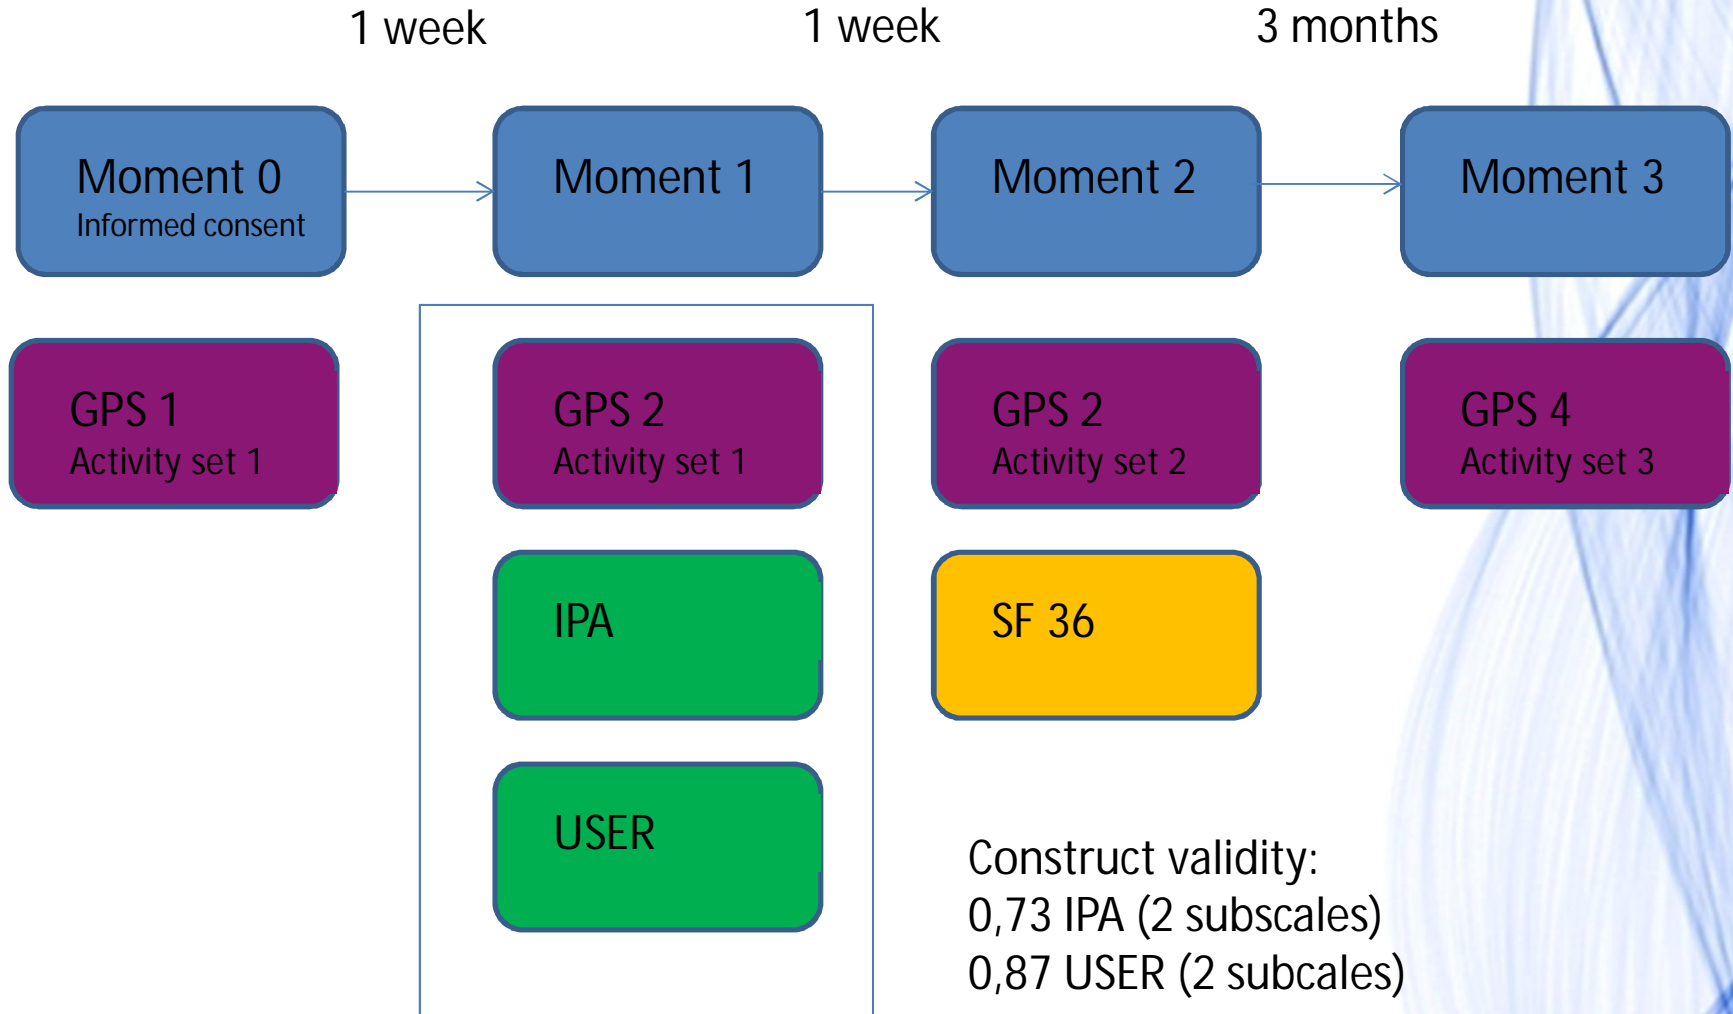 1 week
1 week
3 months
Moment 0
Informed consent
Moment 1
Moment 2
Moment 3
GPS 1
Activity set 1
GPS 2
Activity set 1
GPS 2
Activity set 2
GPS 4
Activity set 3
IPA
SF 36
USER
Construct validity:
0,73 IPA (2 subscales)
0,87 USER (2 subcales)